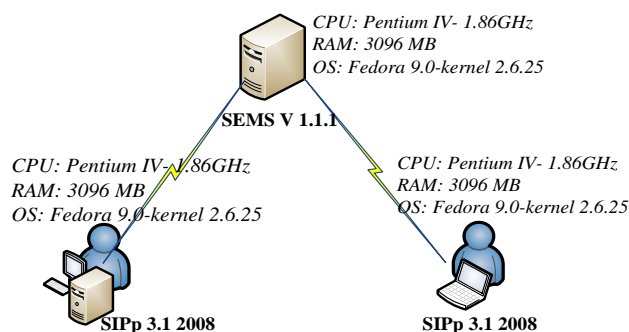 CPU: Pentium IV- 1.86GHz
RAM: 3096 MB
OS: Fedora 9.0-kernel 2.6.25
SEMS V 1.1.1
CPU: Pentium IV- 1.86GHz
RAM: 3096 MB
OS: Fedora 9.0-kernel 2.6.25
SIPp 3.1 2008
CPU: Pentium IV- 1.86GHz
RAM: 3096 MB
OS: Fedora 9.0-kernel 2.6.25
SIPp 3.1 2008